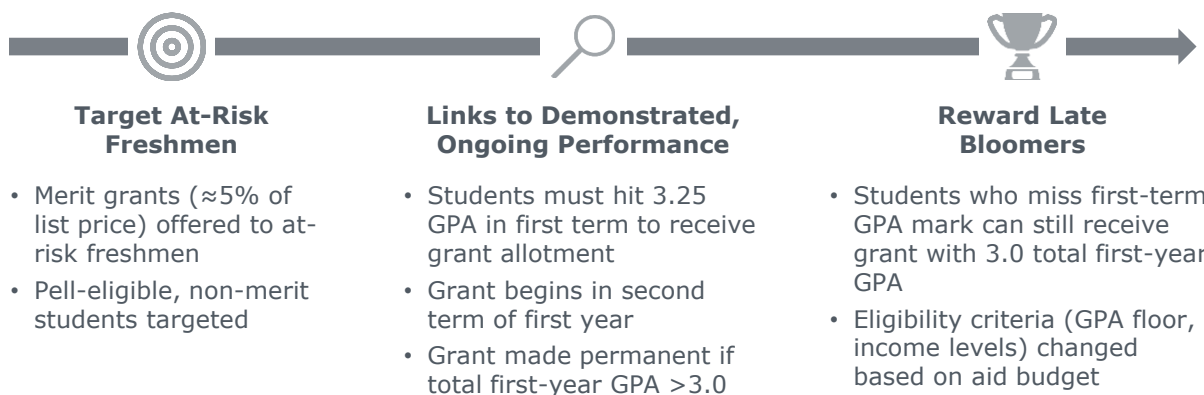 Target At-Risk
Freshmen
• Merit grants (≈5% of
list price) offered to at-
risk freshmen
• Pell-eligible, non-merit
students targeted
Links to Demonstrated,
Ongoing Performance
• Students must hit 3.25
GPA in first term to receive
grant allotment
• Grant begins in second
term of first year
• Grant made permanent if
total first-year GPA >3.0
Reward Late
Bloomers
• Students who miss first-term
GPA mark can still receive
grant with 3.0 total first-year
GPA
• Eligibility criteria (GPA floor,
income levels) changed
based on aid budget